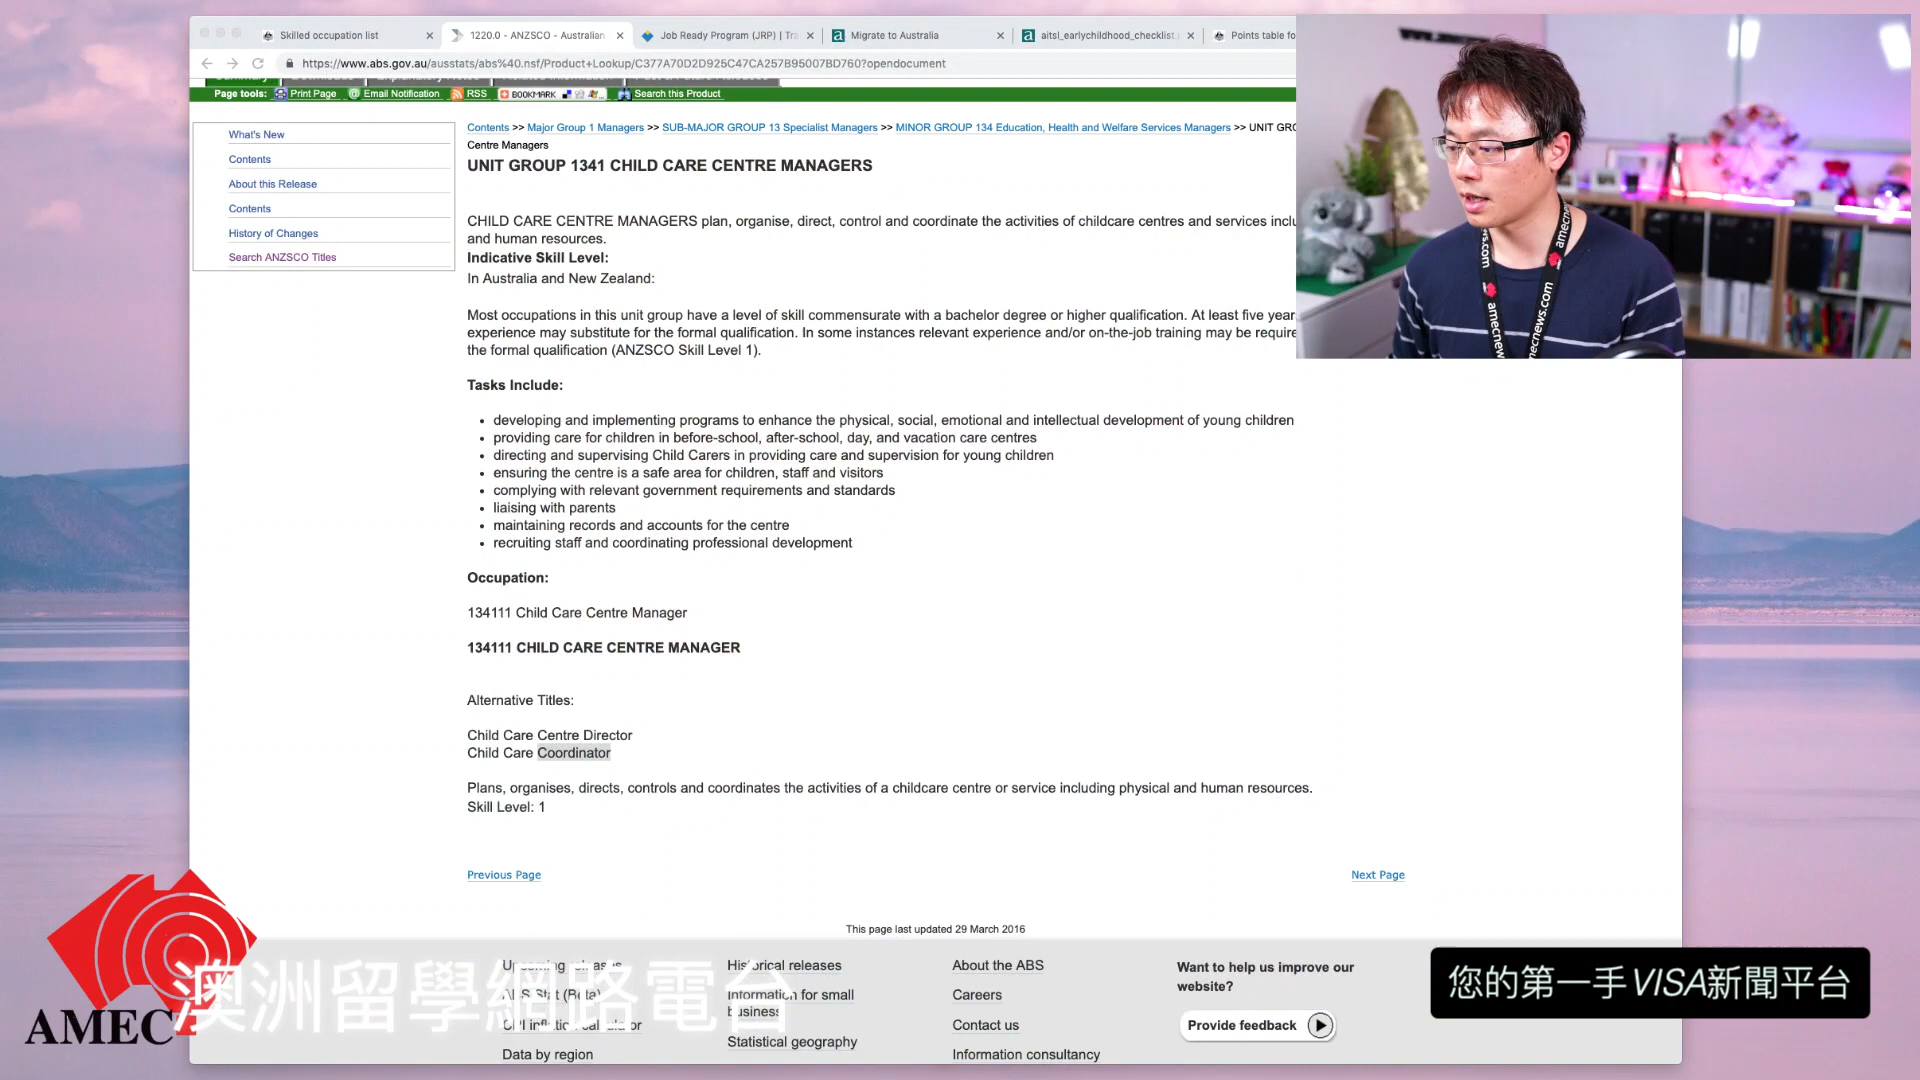 Skilled occupation list
1220.0 - ANZSCO - Australian
Job Ready Program (JRP) | Tra
Migrate to Australia
aitsl_earlychildhood_checklist.
Points table fo
https://www.abs.gov.au/ausstats/abs%40.nsf/Product+Lookup/C377A70D2D925C47CA257B95007BD760?opendocument
Page tools: Print Page Email Notification RSS BOOKMARK Search this Product
What's New
Contents
About this Release
Contents
History of Changes
Search ANZSCO Titles
Contents >> Major Group 1 Managers >> SUB-MAJOR GROUP 13 Specialist Managers >> MINOR GROUP 134 Education, Health and Welfare Services Managers >> UNIT GRO
Centre Managers
UNIT GROUP 1341 CHILD CARE CENTRE MANAGERS
CHILD CARE CENTRE MANAGERS plan, organise, direct, control and coordinate the activities of childcare centres and services inclu
and human resources.
Indicative Skill Level:
In Australia and New Zealand:
Most occupations in this unit group have a level of skill commensurate with a bachelor degree or higher qualification. At least five year
experience may substitute for the formal qualification. In some instances relevant experience and/or on-the-job training may be require
the formal qualification (ANZSCO Skill Level 1).
Tasks Include:
• developing and implementing programs to enhance the physical, social, emotional and intellectual development of young children
• providing care for children in before-school, after-school, day, and vacation care centres
• directing and supervising Child Carers in providing care and supervision for young children
• ensuring the centre is a safe area for children, staff and visitors
• complying with relevant government requirements and standards
• liaising with parents
• maintaining records and accounts for the centre
• recruiting staff and coordinating professional development
Occupation:
134111 Child Care Centre Manager
134111 CHILD CARE CENTRE MANAGER
Alternative Titles:
Child Care Centre Director
Child Care Coordinator
Plans, organises, directs, controls and coordinates the activities of a childcare centre or service including physical and human resources.
Skill Level: 1
Previous Page
Next Page
This page last updated 29 March 2016
Upcoming releases
ABS.Stat (Beta)
CPI inflation calculator
Data by region
Historical releases
Information for small
business
Statistical geography
About the ABS
Careers
Contact us
Information consultancy
Want to help us improve our
website?
Provide feedback
AMEC
澳洲留學網路電台
您的第一手VISA新聞平台
amecnews.com